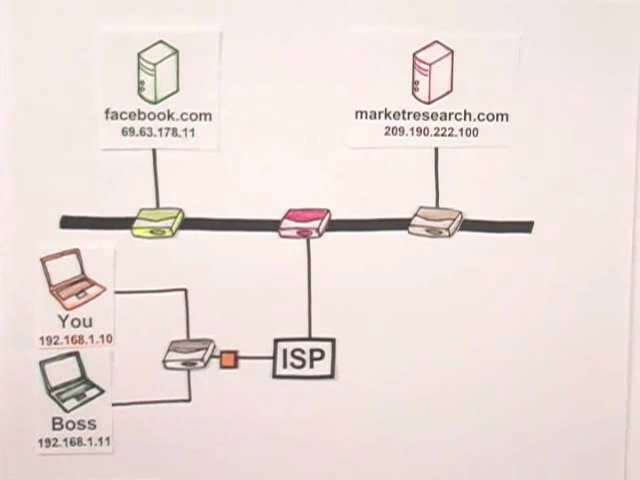 facebook.com
69.63.178.11
marketresearch.com
209.190.222.100
You
192.168.1.10
Boss
192.168.1.11
ISP